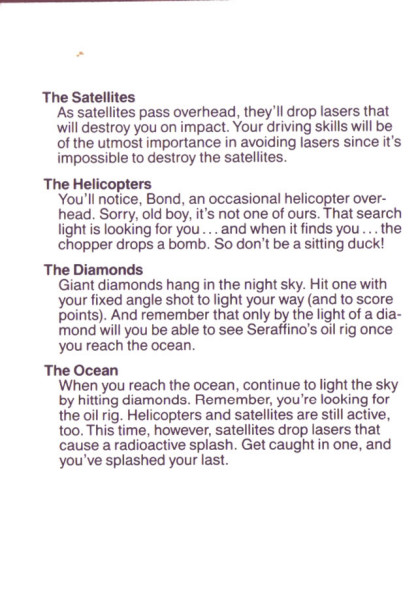 The Satellites
As satellites pass overhead, they'll drop lasers that
will destroy you on impact. Your driving skills will be
of the utmost importance in avoiding lasers since it's
impossible to destroy the satellites.
The Helicopters
You'll notice, Bond, an occasional helicopter over-
head. Sorry, old boy, it's not one of ours. That search
light is looking for you . . . and when it finds you . . . the
chopper drops a bomb. So don't be a sitting duck!
The Diamonds
Giant diamonds hang in the night sky. Hit one with
your fixed angle shot to light your way (and to score
points). And remember that only by the light of a dia-
mond will you be able to see Seraffino's oil rig once
you reach the ocean.
The Ocean
When you reach the ocean, continue to light the sky
by hitting diamonds. Remember, you're looking for
the oil rig. Helicopters and satellites are still active,
too. This time, however, satellites drop lasers that
cause a radioactive splash. Get caught in one, and
you've splashed your last.